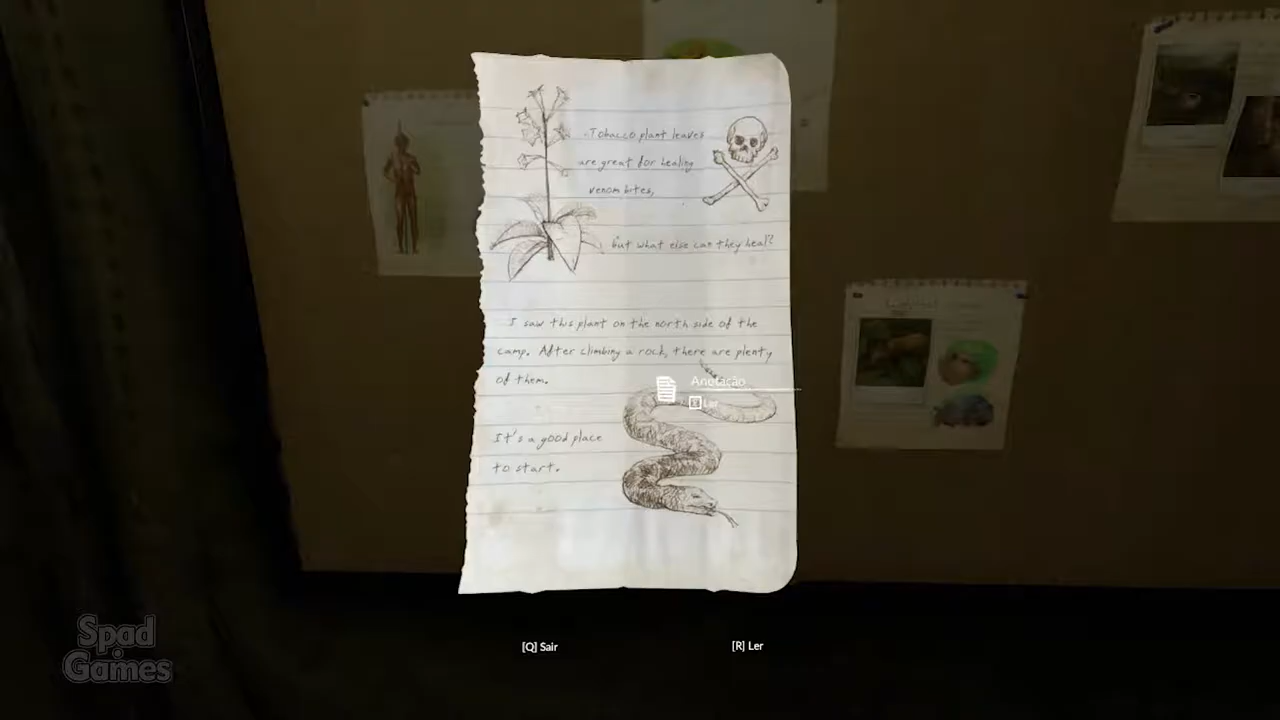 -Tobacco plant leaves
are great for healing
venom bites,
but what else can they heal?
I saw this plant on the north side of the
camp. After climbing a rock, there are plenty
of them.
Anotação
E Ler
It's a good place
to start.
[Q] Sair
[R] Ler
Spad
Games